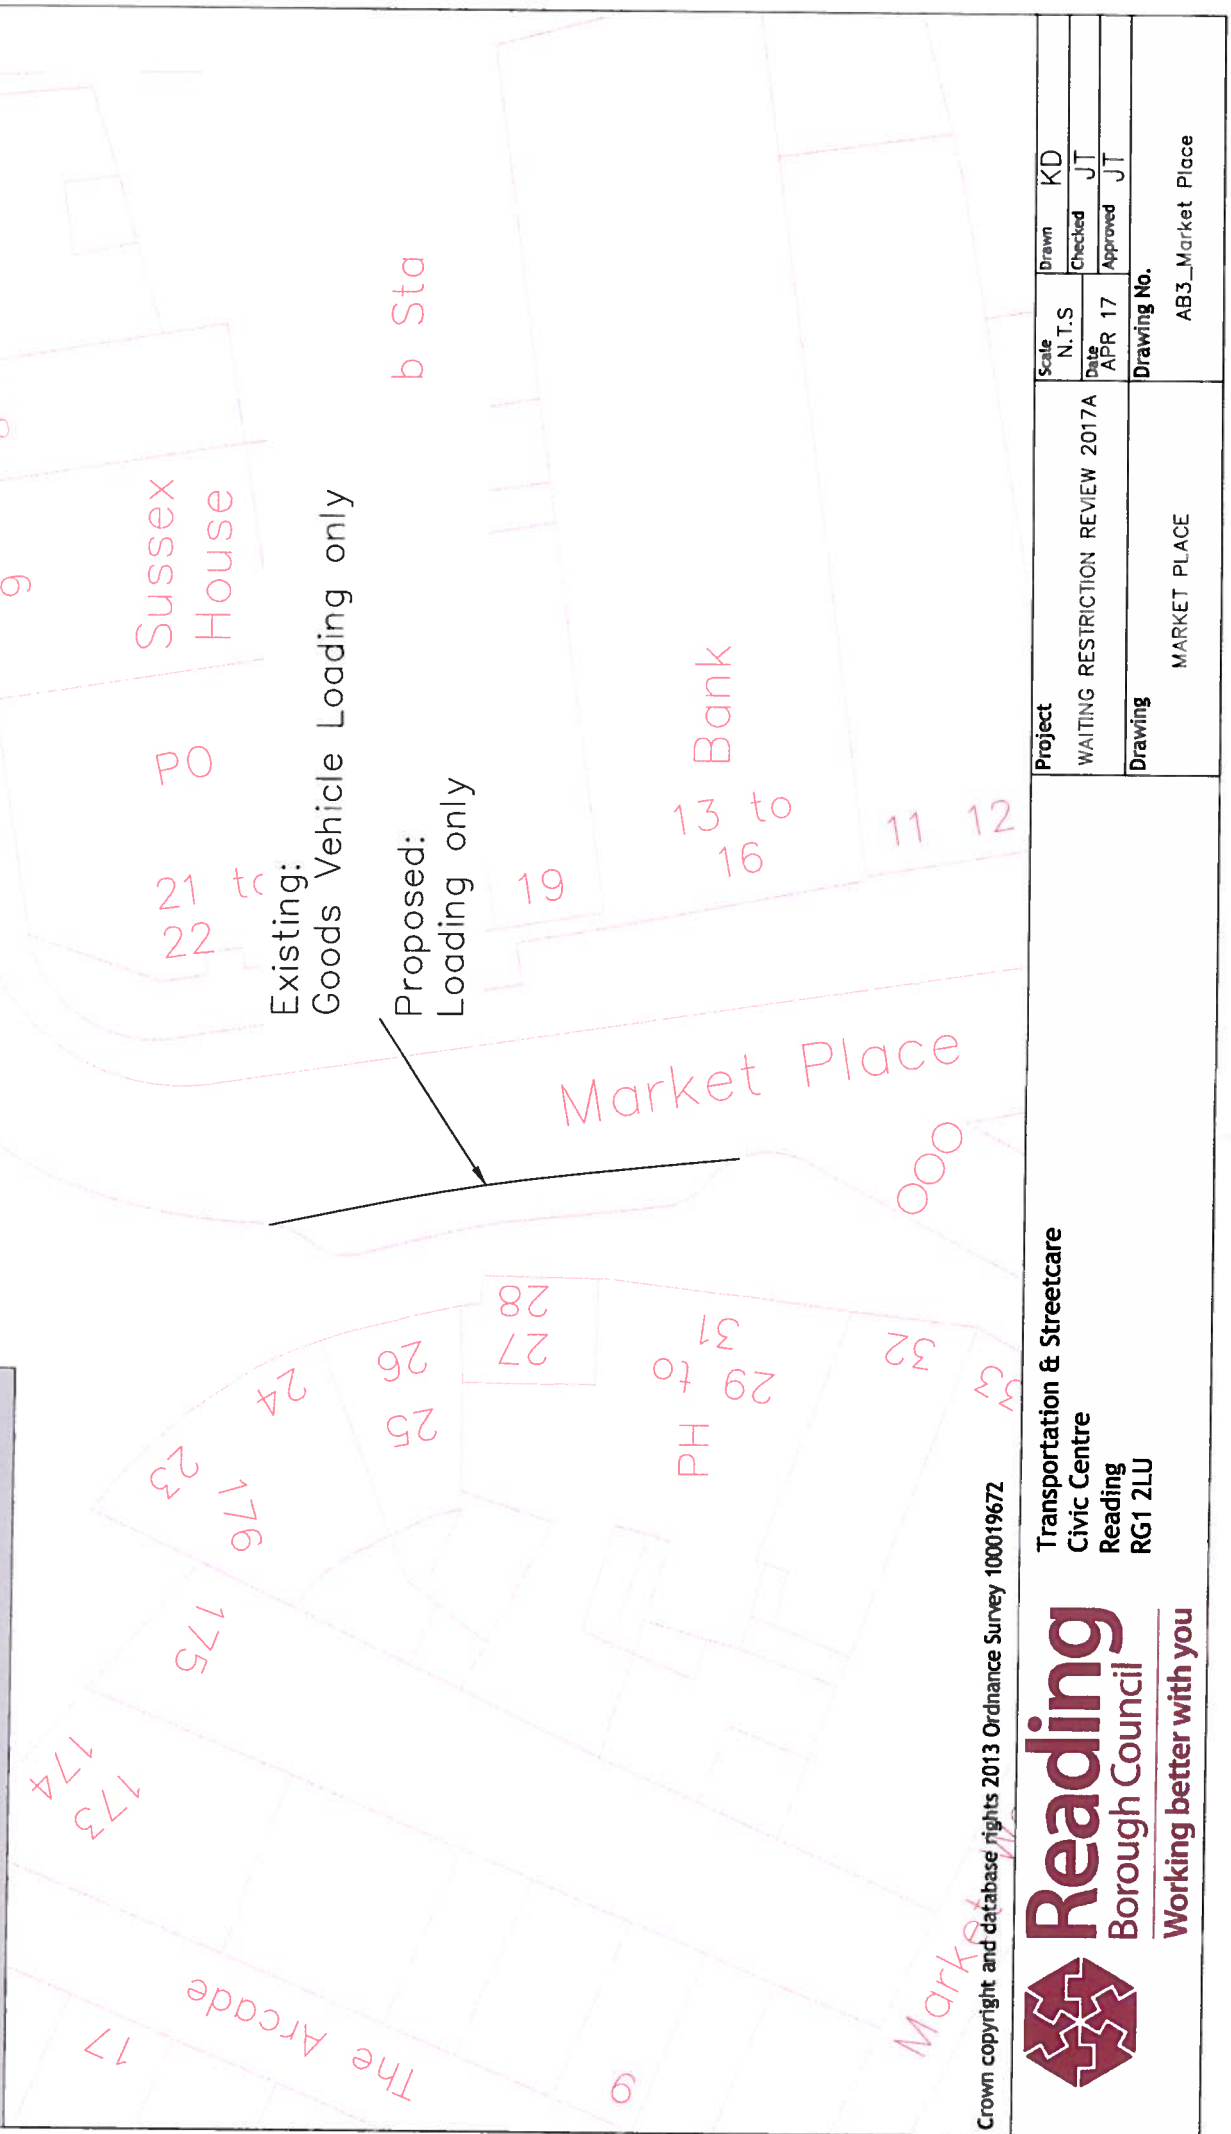 9
Sussex
House
PO
21 to
22
Existing:
Goods Vehicle Loading only
b Sta
Proposed:
Loading only
19
Bank
13 to
16
11 12
Market Place
24
23
176
26
25
28
27
31
29 to
PH
32
33
175
174
173
The Arcade
17
9
Market
Crown copyright and database rights 2013 Ordnance Survey 100019672
Reading
Borough Council
Working better with you
Transportation & Streetcare
Civic Centre
Reading
RG1 2LU
Project
WAITING RESTRICTION REVIEW 2017A
Drawing
MARKET PLACE
Scale
N.T.S
Date
APR 17
Drawn KD
Checked JT
Approved JT
Drawing No.
AB3_Market Place